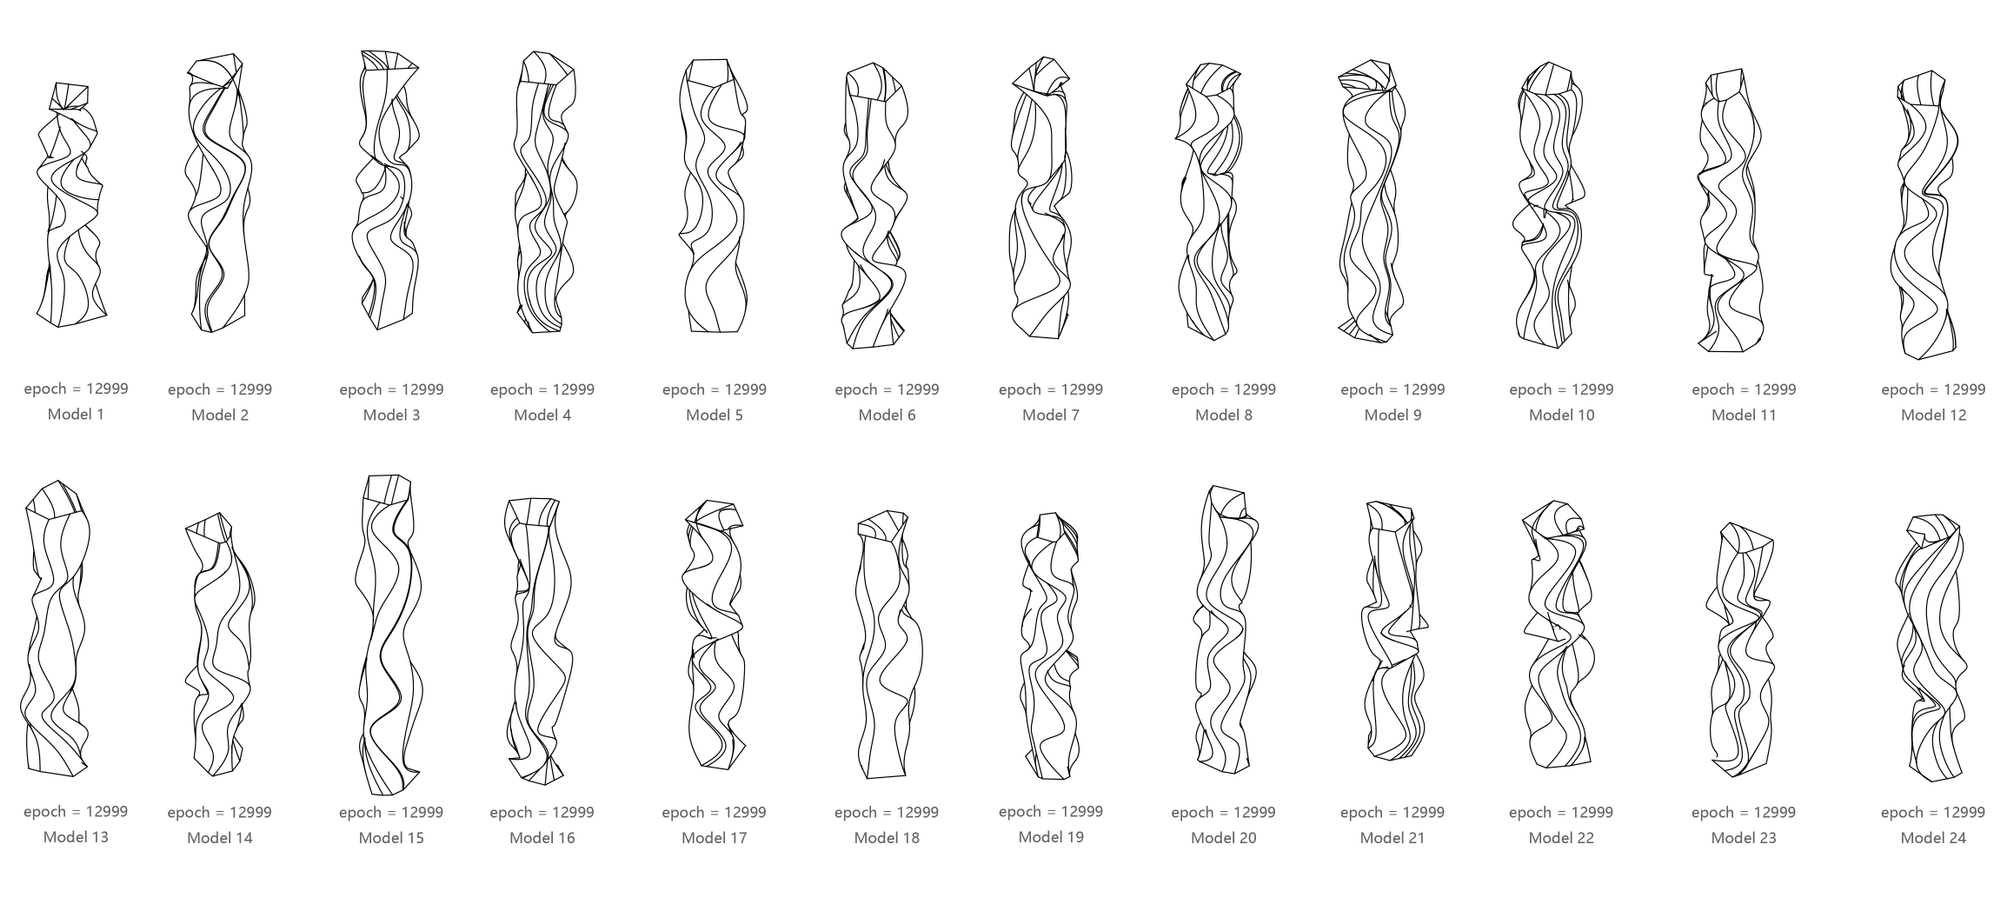 epoch = 12999
Model 1
epoch = 12999
Model 2
epoch = 12999
Model 3
epoch = 12999
Model 4
epoch = 12999
Model 5
epoch = 12999
Model 6
epoch = 12999
Model 7
epoch = 12999
Model 8
epoch = 12999
Model 9
epoch = 12999
Model 10
epoch = 12999
Model 11
epoch = 12999
Model 12
epoch = 12999
Model 13
epoch = 12999
Model 14
epoch = 12999
Model 15
epoch = 12999
Model 16
epoch = 12999
Model 17
epoch = 12999
Model 18
epoch = 12999
Model 19
epoch = 12999
Model 20
epoch = 12999
Model 21
epoch = 12999
Model 22
epoch = 12999
Model 23
epoch = 12999
Model 24